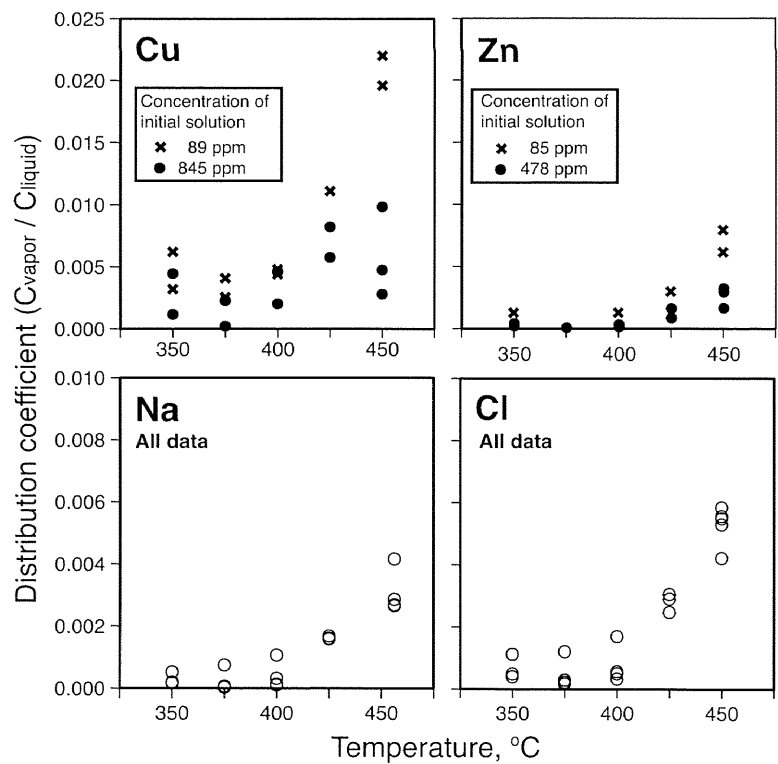 Distribution coefficient (Cvapor / Cliquid)
0.025
0.020
0.015
0.010
0.005
0.000
Cu
Concentration of
initial solution
89 ppm
845 ppm
350
400
450
Zn
Concentration of
initial solution
85 ppm
478 ppm
350
400
450
0.010
0.008
0.006
0.004
0.002
0.000
Na
All data
350
400
450
Cl
All data
350
400
450
Temperature, °C